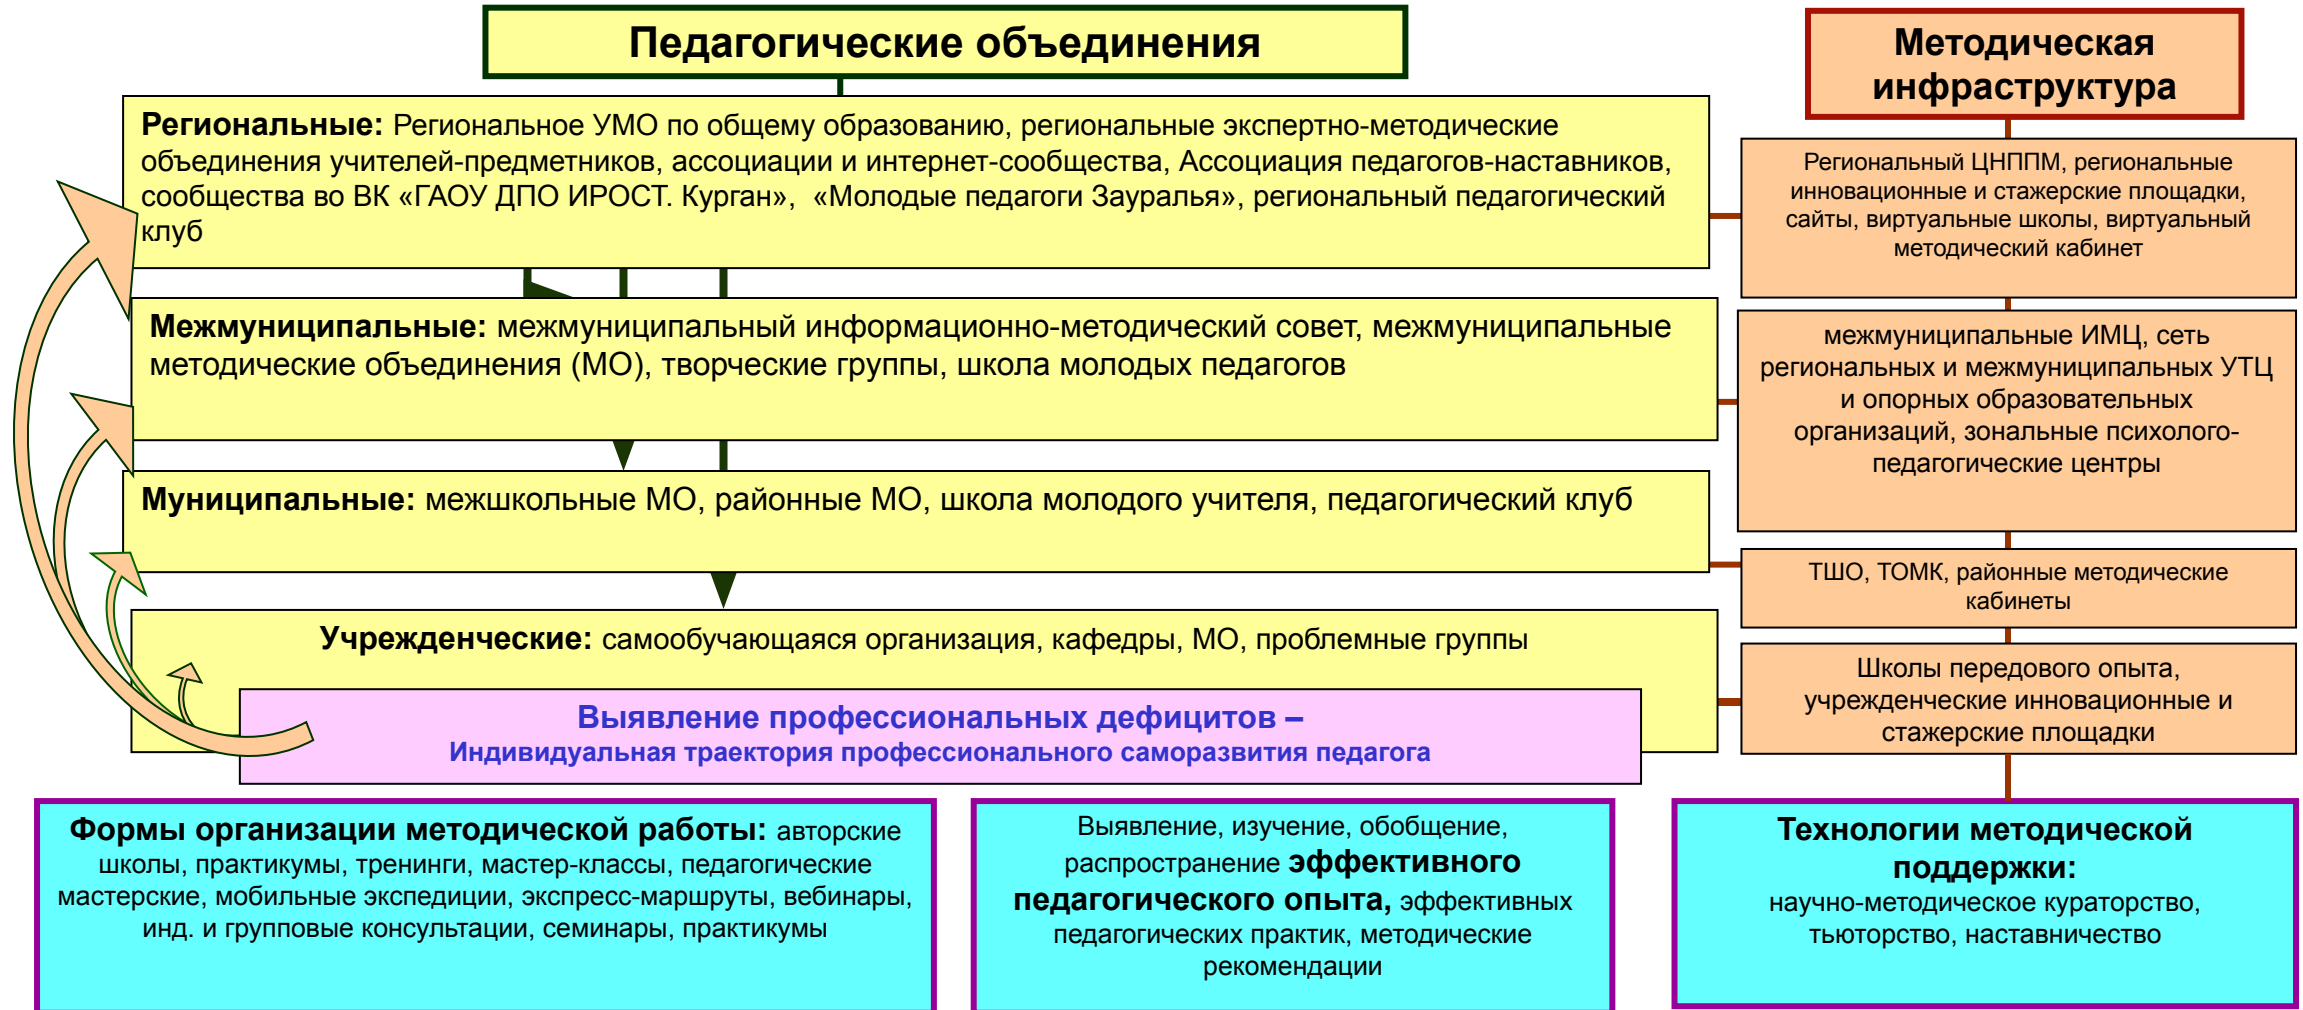 Педагогические объединения
Методическая
инфраструктура
Региональные: Региональное УМО по общему образованию, региональные экспертно-методические
объединения учителей-предметников, ассоциации и интернет-сообщества, Ассоциация педагогов-наставников,
сообщества во ВК «ГАОУ ДПО ИРОСТ. Курган», «Молодые педагоги Зауралья», региональный педагогический
клуб
Региональный ЦНППМ, региональные
инновационные и стажерские площадки,
сайты, виртуальные школы, виртуальный
методический кабинет
Межмуниципальные: межмуниципальный информационно-методический совет, межмуниципальные
методические объединения (МО), творческие группы, школа молодых педагогов
межмуниципальные ИМЦ, сеть
региональных и межмуниципальных УТЦ
и опорных образовательных
организаций, зональные психолого-
педагогические центры
Муниципальные: межшкольные МО, районные МО, школа молодого учителя, педагогический клуб
ТШО, ТОМК, районные методические
кабинеты
Учрежденческие: самообучающаяся организация, кафедры, МО, проблемные группы
Школы передового опыта,
учрежденческие инновационные и
стажерские площадки
Выявление профессиональных дефицитов –
Индивидуальная траектория профессионального саморазвития педагога
Формы организации методической работы: авторские
школы, практикумы, тренинги, мастер-классы, педагогические
мастерские, мобильные экспедиции, экспресс-маршруты, вебинары,
инд. и групповые консультации, семинары, практикумы
Выявление, изучение, обобщение,
распространение эффективного
педагогического опыта, эффективных
педагогических практик, методические
рекомендации
Технологии методической
поддержки:
научно-методическое кураторство,
тьюторство, наставничество